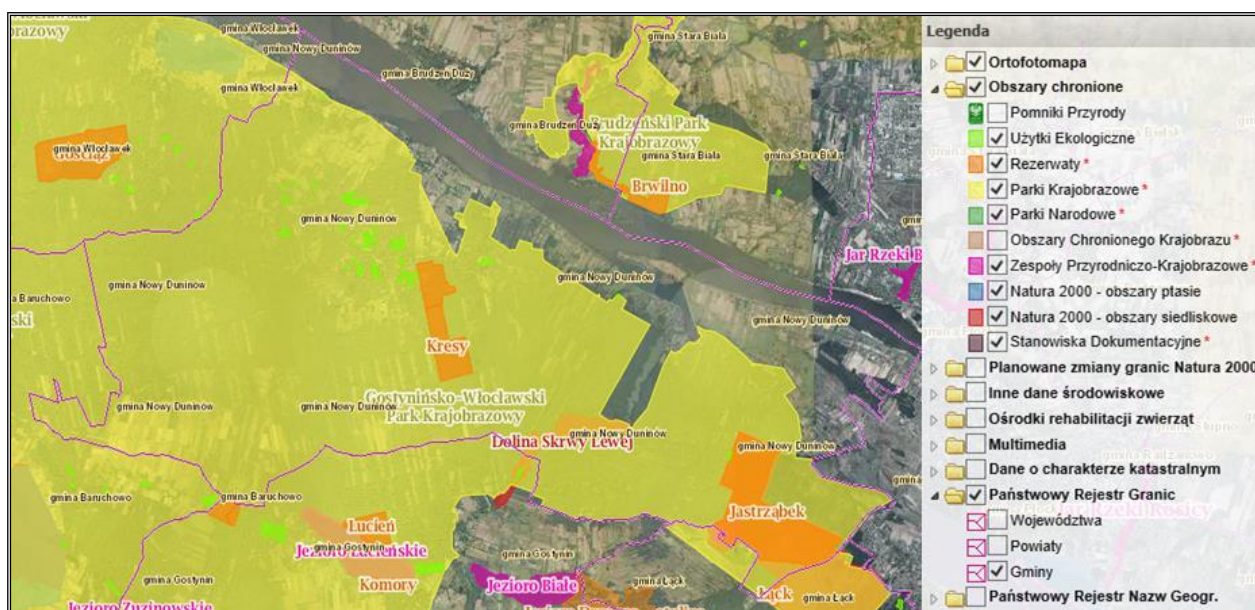 brazowy
gmina Włocławek
gmina Nowy Duninów
gmina Stara Biała
gmina Brudzeń Duży
gmina Włocławek
gmina Brudzeń Duży
Brudzeński Park
Krajobrazowy
gmina Włocławek
gmina Stara Biała
gmina Stara Biała
Brwilno
gmina Nowy Duninów
Jar Rzeki B
gmina Nowy Duninów
gmina Nowy Duninów
a Baruchowo
ski
gmina Nowy Duninów
Kresy
Gostynińsko-Włocławski
Park Krajobrazowy
gmina Nowy Duninów
gmina Nowy Duninów
gmina Nowy Duninów
Dolina Skrwy Lewej
gmina Nowy Duninów
gmina Baruchowo
gmina Baruchowo
Lucień
Jastrząbek
gmina Gostynin
gmina Gostynin
Komory
gmina Gostynin
Jezioro Białe
gmina Łąck
Łąck
gmina Łąck
Jezioro Zuzinowskie
Legenda
Ortofotomapa
Obszary chronione
Pomniki Przyrody
Użytki Ekologiczne
Rezerwaty *
Parki Krajobrazowe *
Parki Narodowe *
Obszary Chronionego Krajobrazu *
Zespoły Przyrodniczo-Krajobrazowe *
Natura 2000 - obszary ptasie
Natura 2000 - obszary siedliskowe
Stanowiska Dokumentacyjne *
Planowane zmiany granic Natura 2000
Inne dane środowiskowe
Ośrodki rehabilitacji zwierząt
Multimedia
Dane o charakterze katastralnym
Państwowy Rejestr Granic
Województwa
Powiaty
Gminy
Państwowy Rejestr Nazw Geogr.